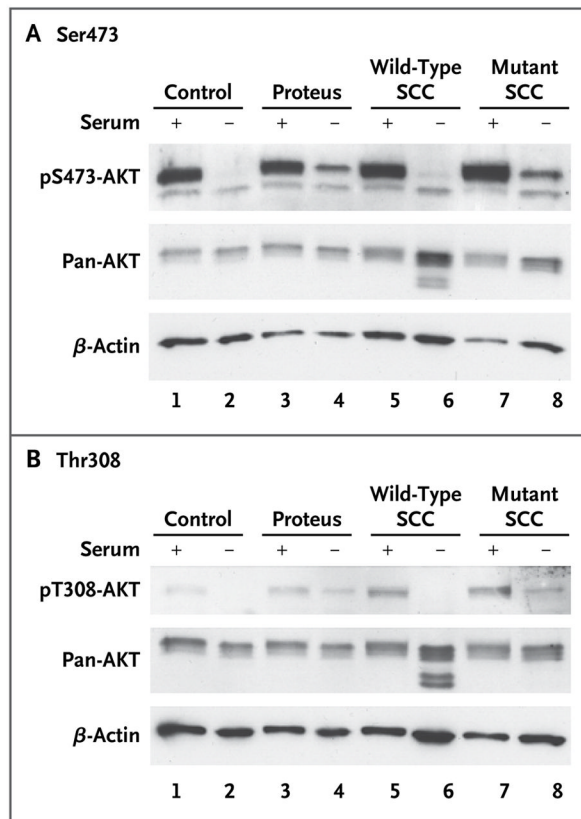 A Ser473
Control Proteus Wild-Type SCC Mutant SCC
Serum + – + – + – + –
pS473-AKT
Pan-AKT
β-Actin
1 2 3 4 5 6 7 8
B Thr308
Control Proteus Wild-Type SCC Mutant SCC
Serum + – + – + – + –
pT308-AKT
Pan-AKT
β-Actin
1 2 3 4 5 6 7 8